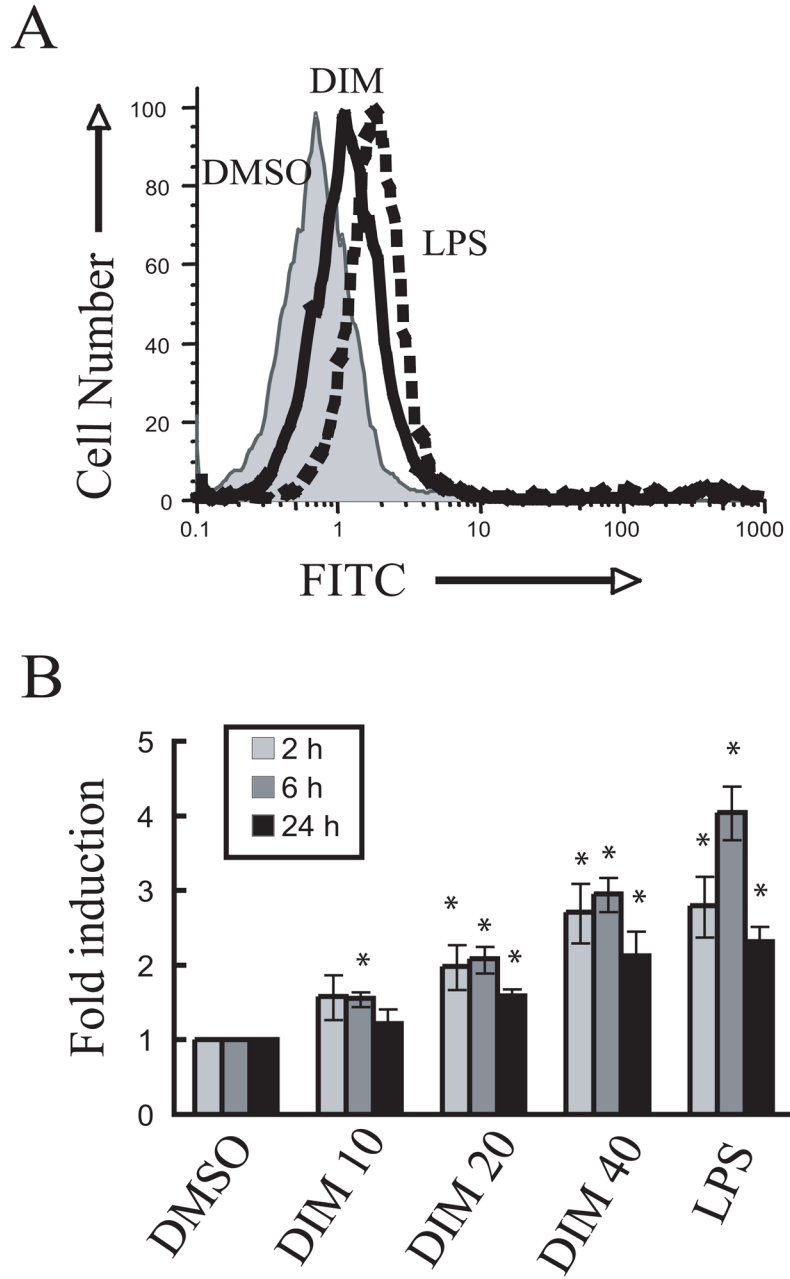 A
DIM
DMSO
LPS
Cell Number
100
80
60
40
20
0
0.1 1 10 100 1000
FITC
B
Fold induction
5
4
3
2
1
0
2 h
6 h
24 h
* * * * * * * * * *
DMSO DIM 10 DIM 20 DIM 40 LPS